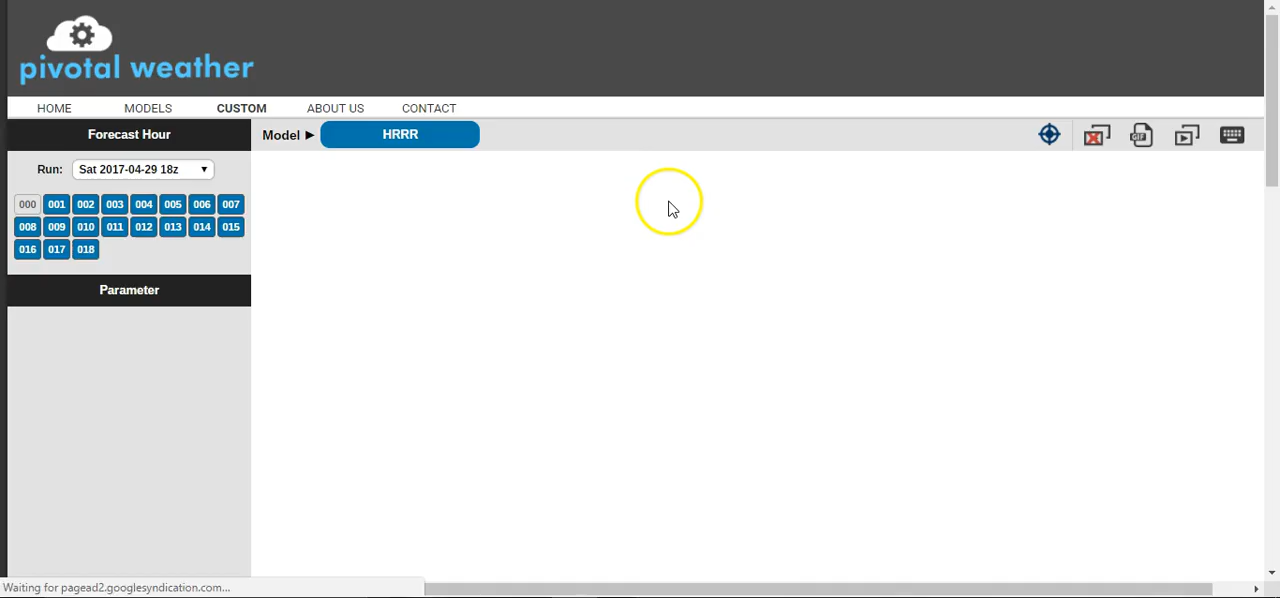 pivotal weather
HOME MODELS CUSTOM ABOUT US CONTACT
Forecast Hour
Model ▶ HRRR
GIF
Run: Sat 2017-04-29 18z ▼
000 001 002 003 004 005 006 007
008 009 010 011 012 013 014 015
016 017 018
Parameter
Waiting for pagead2.googlesyndication.com...